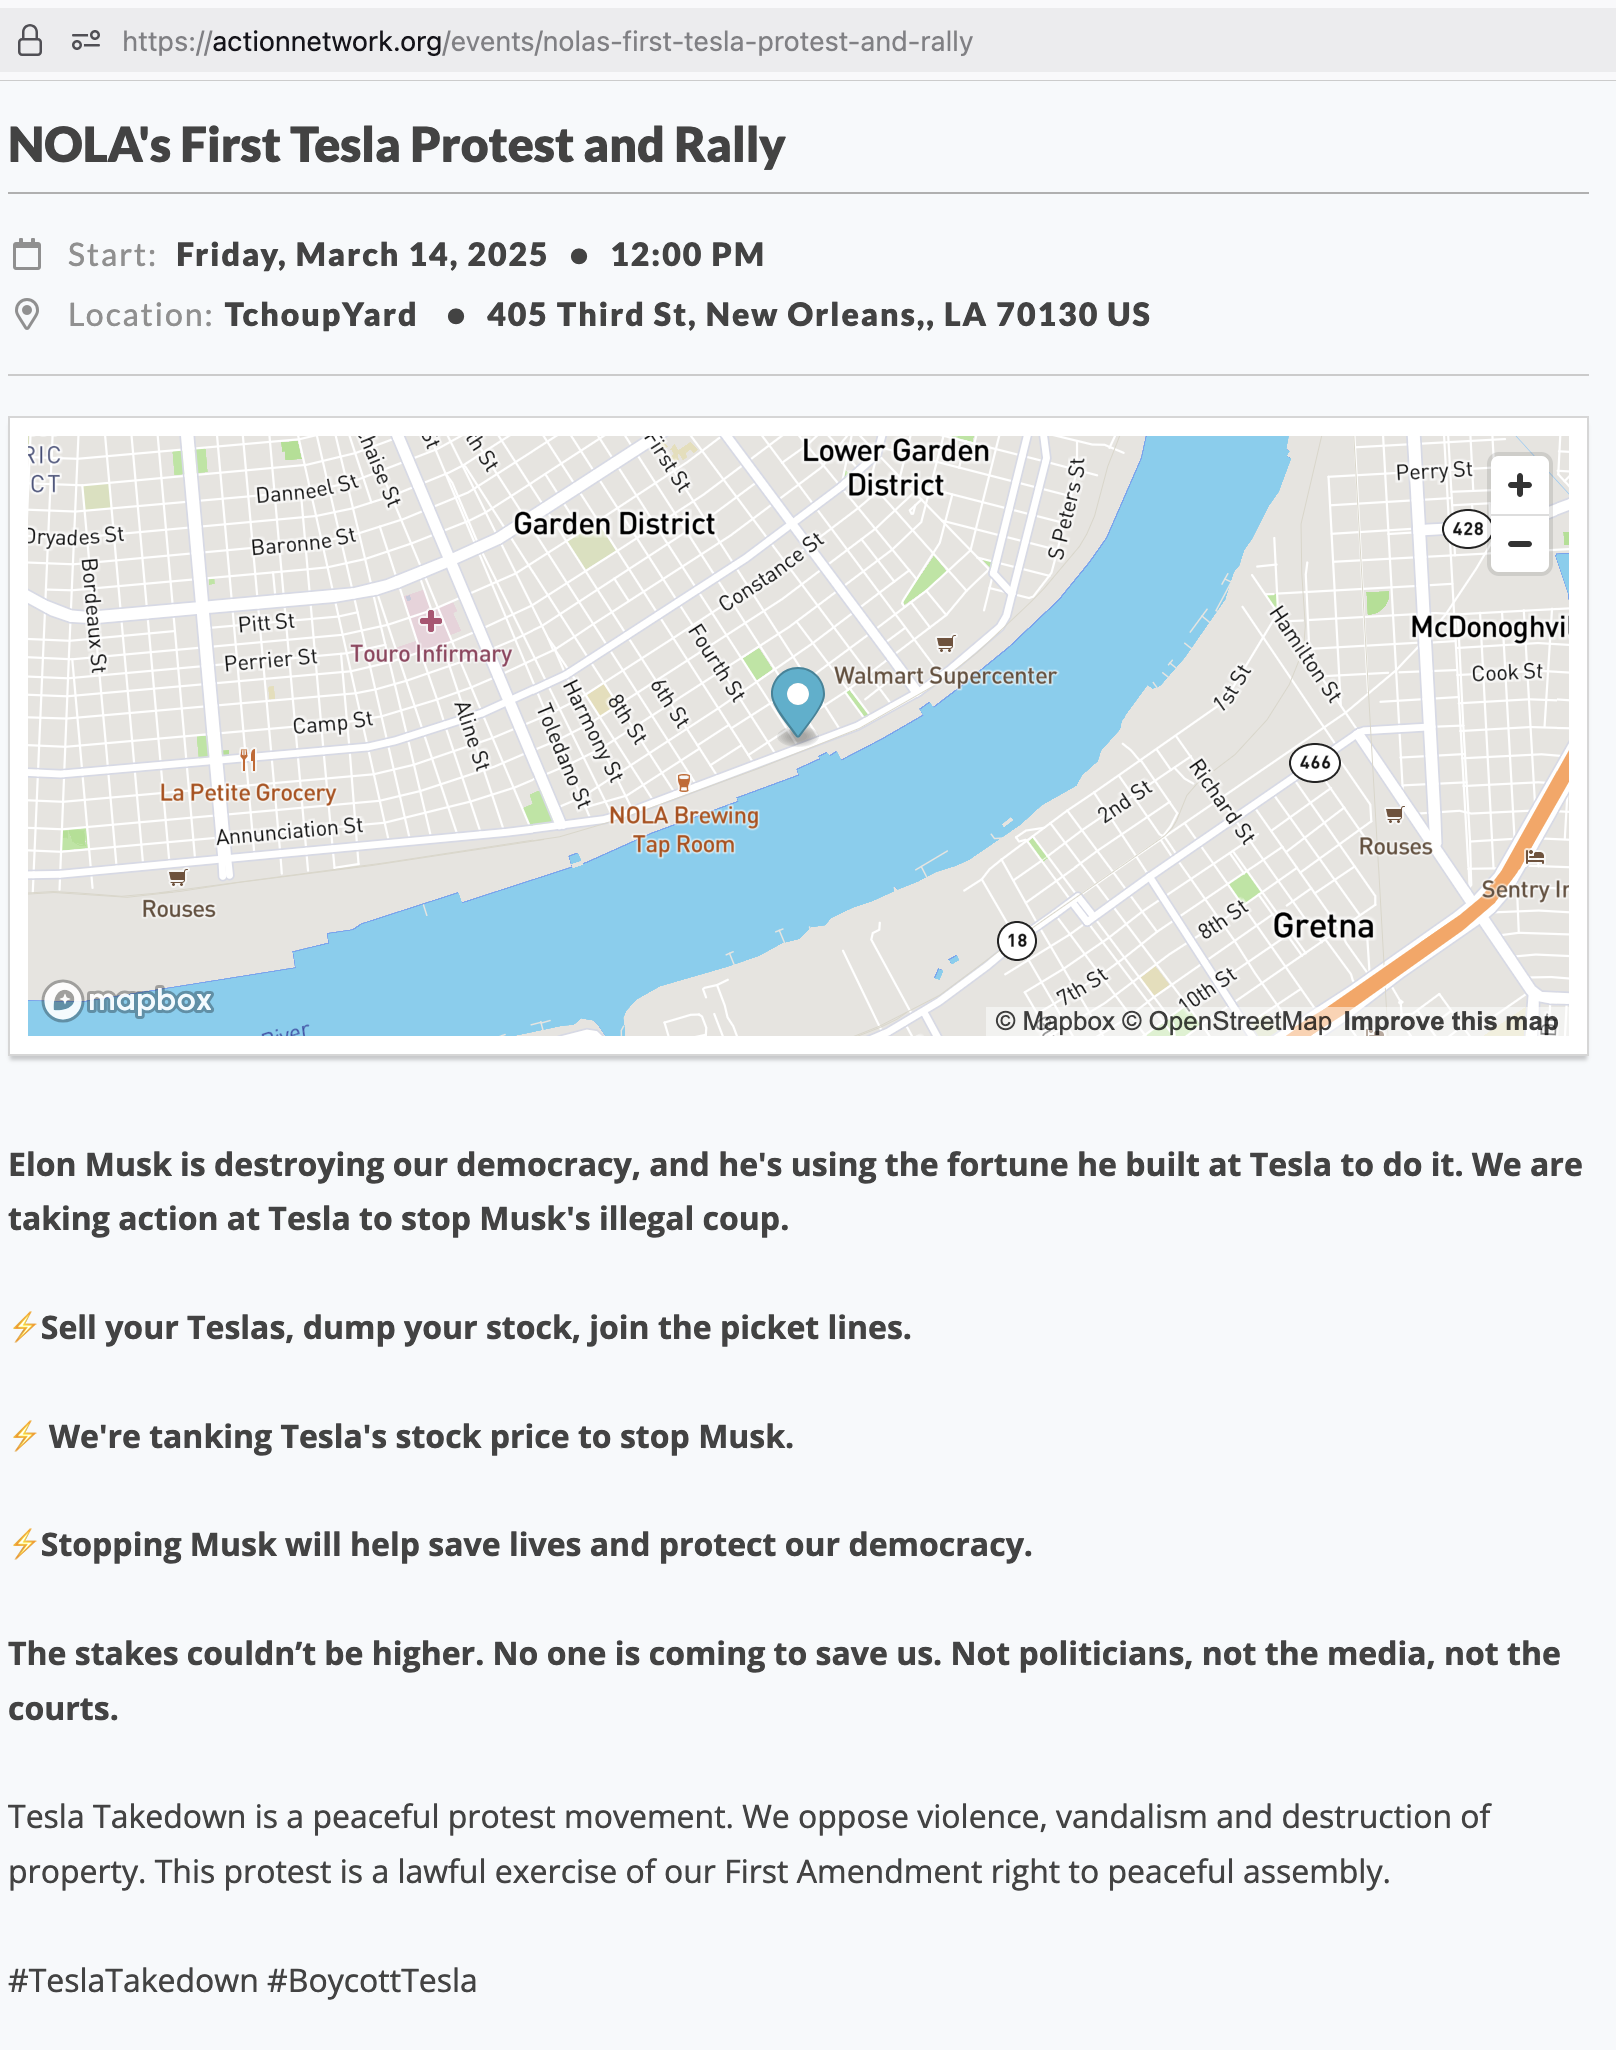 https://actionnetwork.org/events/nolas-first-tesla-protest-and-rally
NOLA's First Tesla Protest and Rally
Start: Friday, March 14, 2025 ● 12:00 PM
Location: TchoupYard ● 405 Third St, New Orleans,, LA 70130 US
RIC
CT
Danneel St
Dryades St
Baronne St
Bordeaux St
Garden District
First St
Lower Garden
District
S Peters St
Perry St
+
428
−
Constance St
Pitt St
Perrier St
Touro Infirmary
Camp St
Aline St
Toledano St
Harmony St
8th St
6th St
Fourth St
Walmart Supercenter
Hamilton St
1st St
McDonoghvi
Cook St
La Petite Grocery
Annunciation St
NOLA Brewing
Tap Room
466
2nd St
Richard St
Rouses
Rouses
Sentry In
8th St
Gretna
18
7th St
10th St
River
mapbox
© Mapbox © OpenStreetMap Improve this map
Elon Musk is destroying our democracy, and he's using the fortune he built at Tesla to do it. We are
taking action at Tesla to stop Musk's illegal coup.
⚡Sell your Teslas, dump your stock, join the picket lines.
⚡ We're tanking Tesla's stock price to stop Musk.
⚡Stopping Musk will help save lives and protect our democracy.
The stakes couldn’t be higher. No one is coming to save us. Not politicians, not the media, not the
courts.
Tesla Takedown is a peaceful protest movement. We oppose violence, vandalism and destruction of
property. This protest is a lawful exercise of our First Amendment right to peaceful assembly.
#TeslaTakedown #BoycottTesla